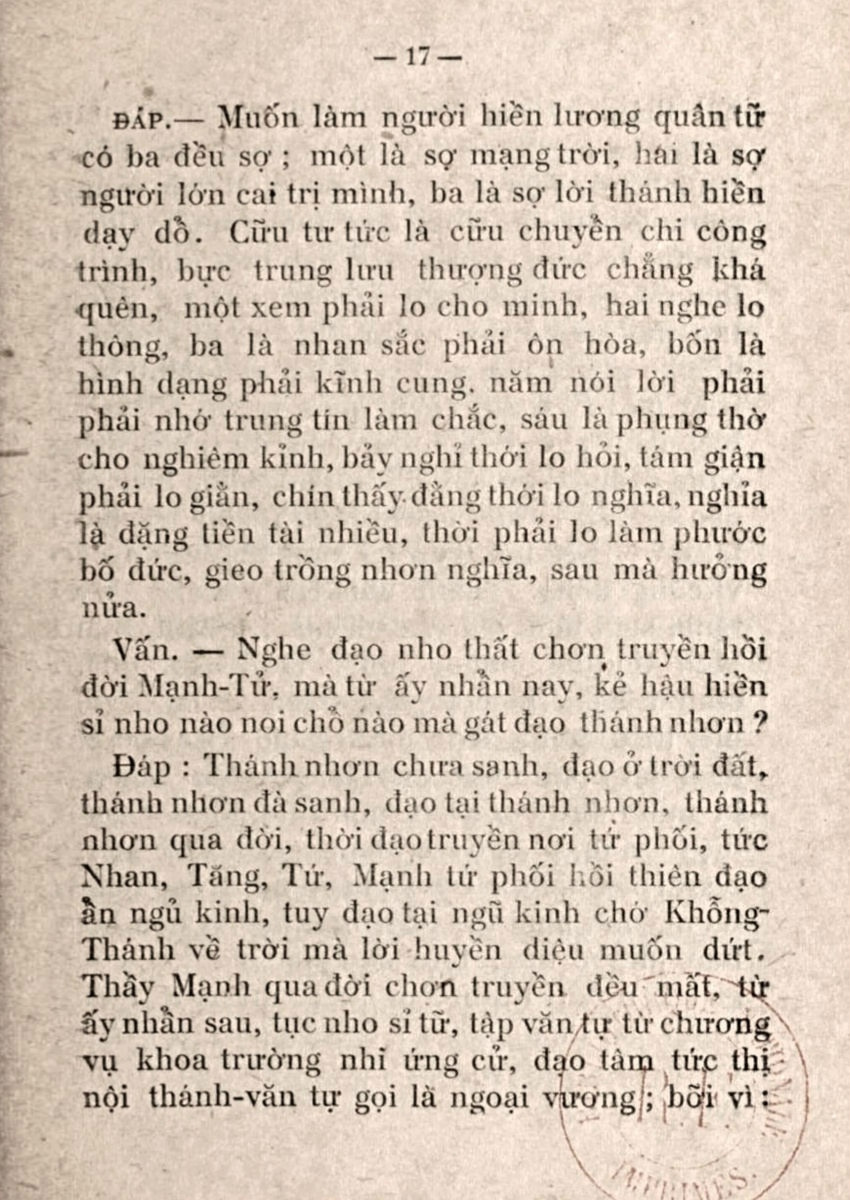 — 17 —
ĐÁP.— Muốn làm người hiền lương quân tữ
có ba đều sợ ; một là sợ mạng trời, hai là sợ
người lớn cai trị mình, ba là sợ lời thánh hiền
dạy dỗ. Cữu tư tức là cữu chuyển chi công
trình, bực trung lưu thượng đức chẳng khá
quên, một xem phải lo cho minh, hai nghe lo
thông, ba là nhan sắc phải ôn hòa, bốn là
hình dạng phải kĩnh cung. năm nói lời phải
phải nhớ trung tín làm chắc, sáu là phụng thờ
cho nghiêm kỉnh, bảy nghỉ thới lo hỏi, tám giận
phải lo giằn, chín thấy đặng thới lo nghĩa, nghỉa
là đặng tiền tài nhiều, thời phải lo làm phước
bố đức, gieo trồng nhơn nghĩa, sau mà hưởng
nửa.
Vấn. — Nghe đạo nho thất chơn truyền hồi
đời Mạnh-Tử, mà từ ấy nhẫn nay, kẻ hậu hiền
sỉ nho nào noi chỗ nào mà gát đạo thánh nhơn ?
Đáp : Thánh nhơn chưa sanh, đạo ở trời đất,
thánh nhơn đà sanh, đạo tại thánh nhơn, thánh
nhơn qua đời, thời đạo truyền nơi tứ phối, tức
Nhan, Tăng, Tứ, Mạnh tứ phối hồi thiên đạo
ẩn ngủ kinh, tuy đạo tại ngũ kinh chớ Khổng-
Thánh về trời mà lời huyền diệu muốn dứt.
Thầy Mạnh qua đời chơn truyền đều mất, từ
ấy nhẫn sau, tục nho sỉ tữ, tập văn tự từ chương
vụ khoa trường nhỉ ứng cử, đạo tâm tức thị
nội thánh-văn tự gọi là ngoại vương ; bỡi vì :
IMPRIMÉS.